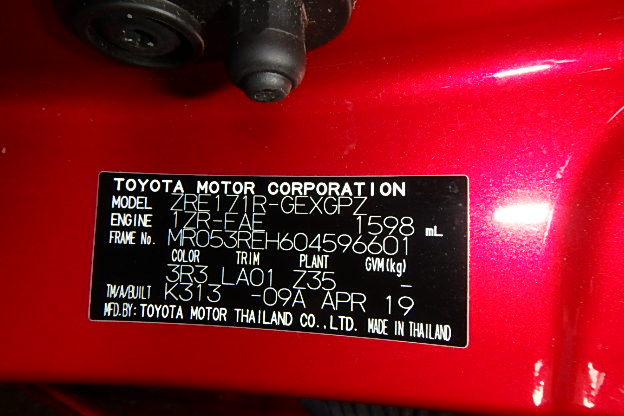 TOYOTA MOTOR CORPORATION
MODEL ZRE171R-GEXGPZ
ENGINE 1ZR-FAE 1598 mL
FRAME No. MR053REH604596601
COLOR TRIM PLANT GVM(kg)
3R3 LA01 Z35 -
TM/A/BUILT K313 -09A APR 19
MFD.BY: TOYOTA MOTOR THAILAND CO., LTD. MADE IN THAILAND